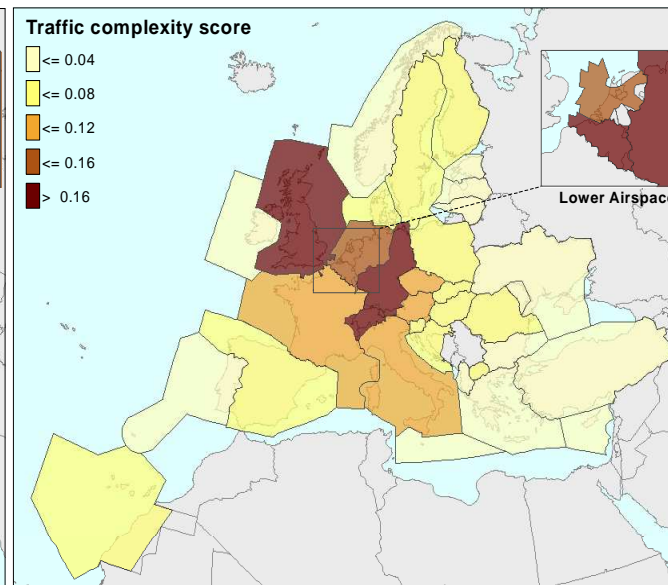 Traffic complexity score
<= 0.04
<= 0.08
<= 0.12
<= 0.16
> 0.16
Lower Airspace